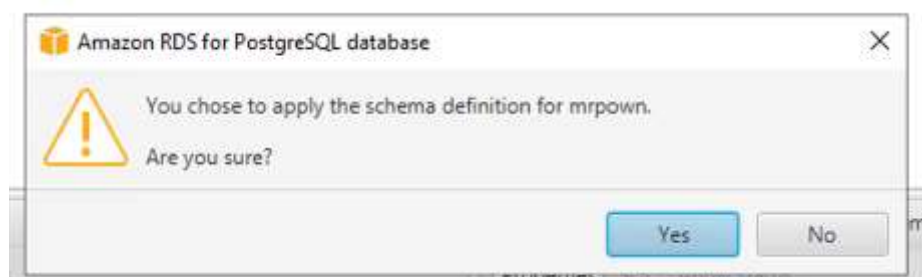 Amazon RDS for PostgreSQL database
You chose to apply the schema definition for mrpown.
Are you sure?
Yes
No